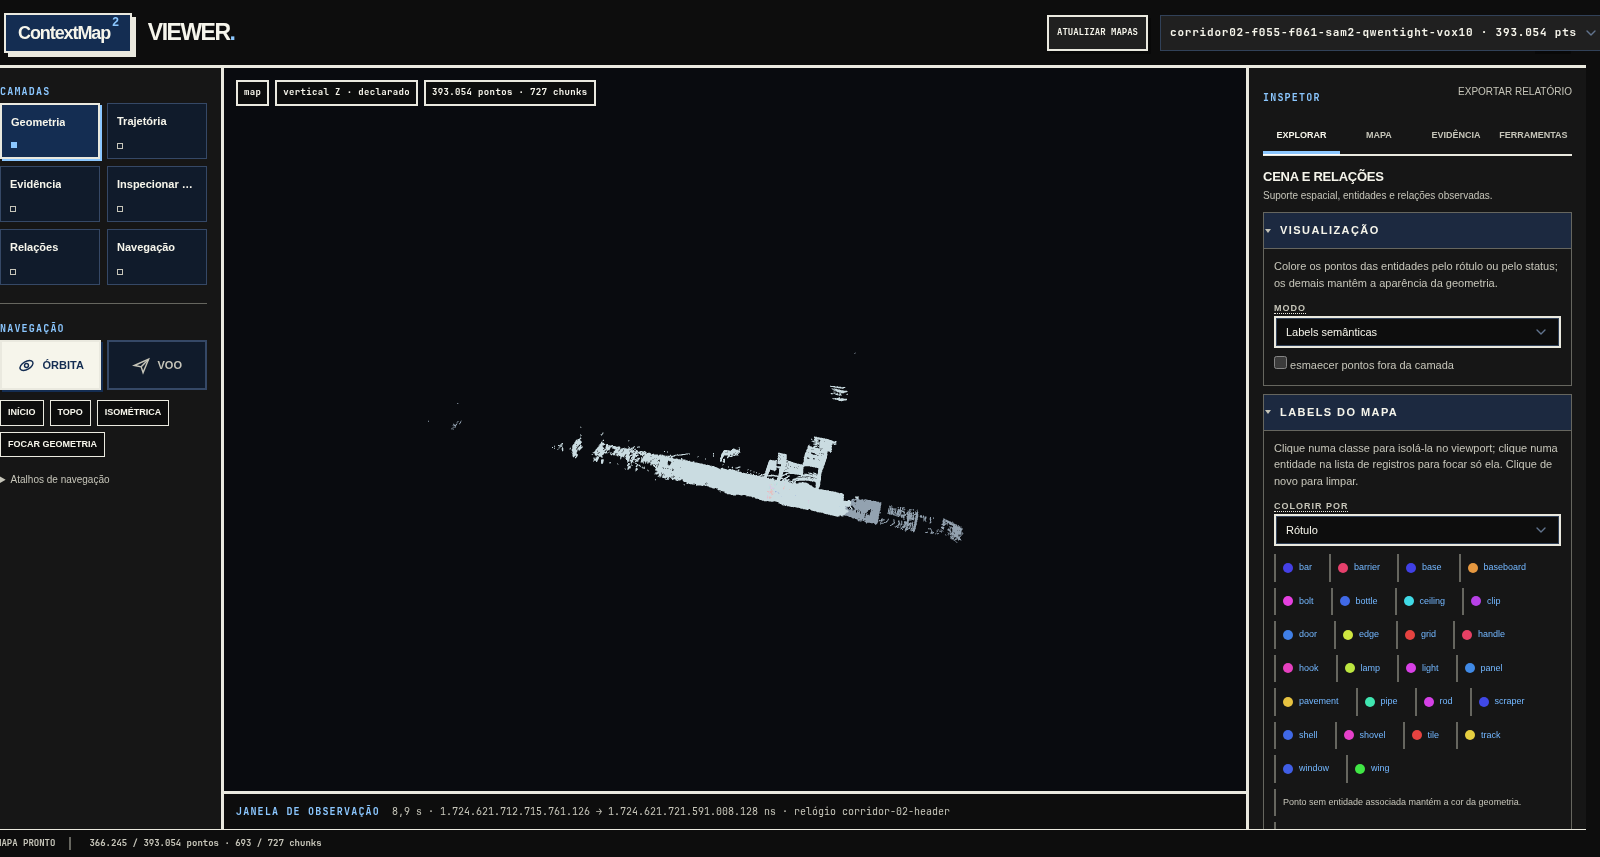 ContextMap 2 VIEWER.
ATUALIZAR MAPAS
corridor02-f055-f061-sam2-qwentight-vox10 · 393.054 pts
CAMADAS
Geometria
Trajetória
Evidência
Inspecionar ...
Relações
Navegação
NAVEGAÇÃO
ÓRBITA
VOO
INÍCIO
TOPO
ISOMÉTRICA
FOCAR GEOMETRIA
Atalhos de navegação
map
vertical Z · declarado
393.054 pontos · 727 chunks
JANELA DE OBSERVAÇÃO 8,9 s · 1.724.621.712.715.761.126 → 1.724.621.721.591.008.128 ns · relógio corridor-02-header
INSPETOR
EXPORTAR RELATÓRIO
EXPLORAR
MAPA
EVIDÊNCIA
FERRAMENTAS
CENA E RELAÇÕES
Suporte espacial, entidades e relações observadas.
VISUALIZAÇÃO
Colore os pontos das entidades pelo rótulo ou pelo status;
os demais mantêm a aparência da geometria.
MODO
Labels semânticas
esmaecer pontos fora da camada
LABELS DO MAPA
Clique numa classe para isolá-la no viewport; clique numa
entidade na lista de registros para focar só ela. Clique de
novo para limpar.
COLORIR POR
Rótulo
bar barrier base baseboard
bolt bottle ceiling clip
door edge grid handle
hook lamp light panel
pavement pipe rod scraper
shell shovel tile track
window wing
Ponto sem entidade associada mantém a cor da geometria.
MAPA PRONTO
366.245 / 393.054 pontos · 693 / 727 chunks